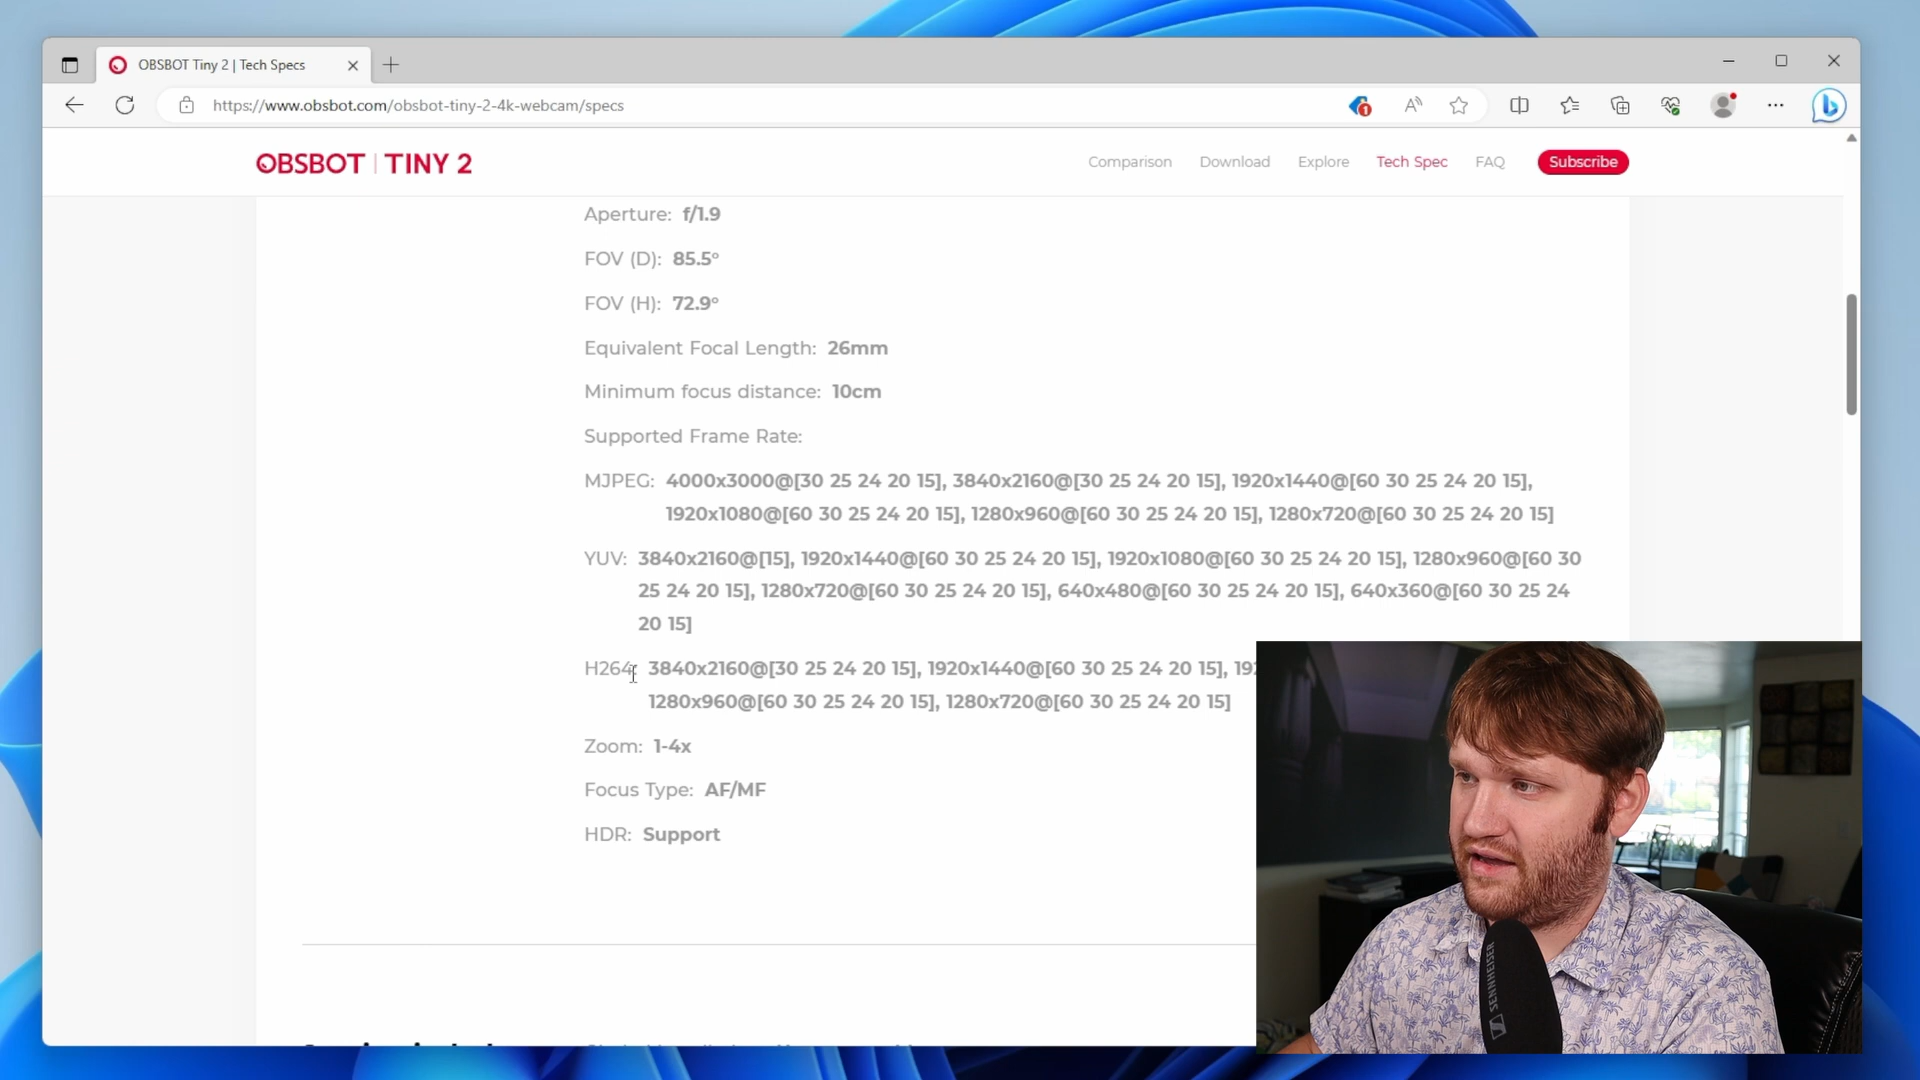 OBSBOT Tiny 2 | Tech Specs
https://www.obsbot.com/obsbot-tiny-2-4k-webcam/specs
1
OBSBOT | TINY 2
Comparison
Download
Explore
Tech Spec
FAQ
Subscribe
Aperture: f/1.9
FOV (D): 85.5°
FOV (H): 72.9°
Equivalent Focal Length: 26mm
Minimum focus distance: 10cm
Supported Frame Rate:
MJPEG: 4000x3000@[30 25 24 20 15], 3840x2160@[30 25 24 20 15], 1920x1440@[60 30 25 24 20 15],
1920x1080@[60 30 25 24 20 15], 1280x960@[60 30 25 24 20 15], 1280x720@[60 30 25 24 20 15]
YUV: 3840x2160@[15], 1920x1440@[60 30 25 24 20 15], 1920x1080@[60 30 25 24 20 15], 1280x960@[60 30
25 24 20 15], 1280x720@[60 30 25 24 20 15], 640x480@[60 30 25 24 20 15], 640x360@[60 30 25 24
20 15]
H264: 3840x2160@[30 25 24 20 15], 1920x1440@[60 30 25 24 20 15], 192
1280x960@[60 30 25 24 20 15], 1280x720@[60 30 25 24 20 15]
Zoom: 1-4x
Focus Type: AF/MF
HDR: Support
SENNHEISER